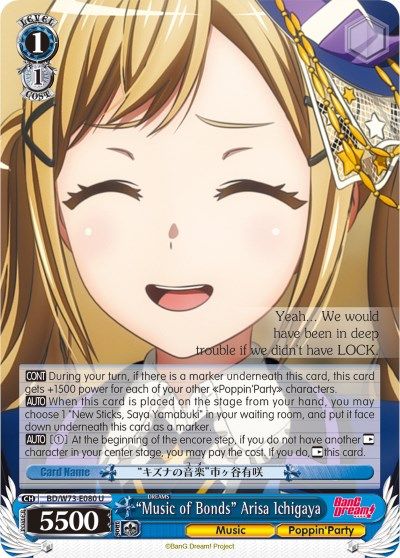 LEVEL
1
1
COST
Yeah... We would
have been in deep
trouble if we didn't have LOCK.
CONT During your turn, if there is a marker underneath this card, this card
gets +1500 power for each of your other «Poppin'Party» characters.
AUTO When this card is placed on the stage from your hand, you may
choose 1 "New Sticks, Saya Yamabuki" in your waiting room, and put it face
down underneath this card as a marker.
AUTO [①] At the beginning of the encore step, if you do not have another
character in your center stage, you may pay the cost. If you do, this card
Card Name "キズナの音楽"市ヶ谷有咲
CD BD/W73-E080 U
DREAMS
"Music of Bonds" Arisa Ichigaya
BanG Dream!
POWER
5500
Music
Poppin'Party
©BanG Dream! Project